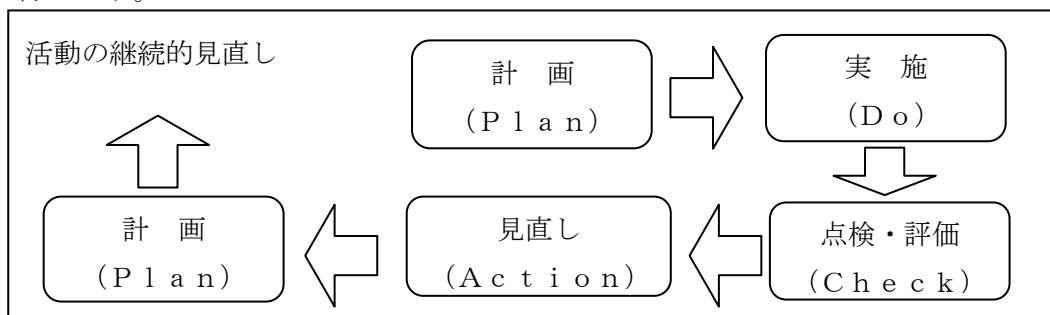 活動の継続的見直し
計　画
（Ｐｌａｎ）
実　施
（Ｄｏ）
計　画
（Ｐｌａｎ）
見直し
（Ａｃｔｉｏｎ）
点検・評価
（Ｃｈｅｃｋ）